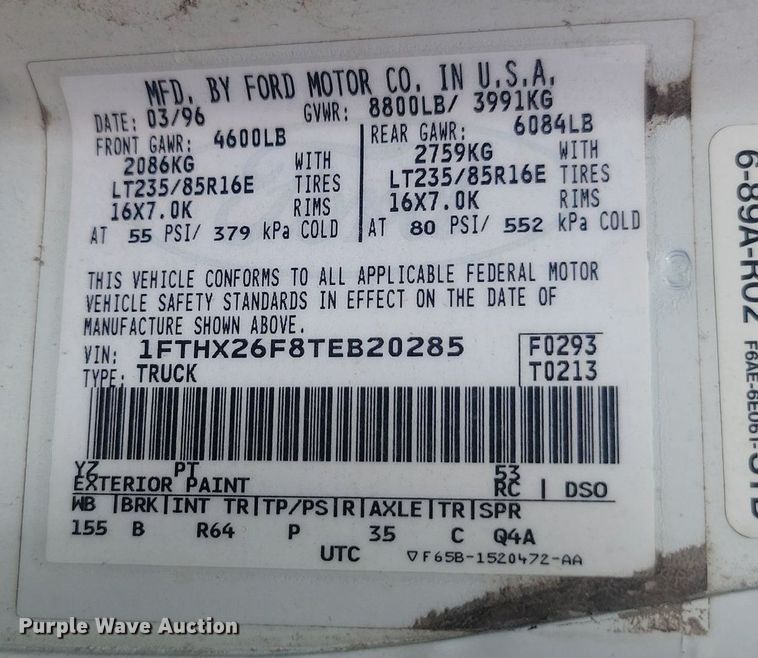 MFD. BY FORD MOTOR CO. IN U.S.A.
DATE: 03/96 GVWR: 8800LB/ 3991KG
FRONT GAWR: 4600LB REAR GAWR: 6084LB
2086KG WITH 2759KG WITH
LT235/85R16E TIRES LT235/85R16E TIRES
16X7.0K RIMS 16X7.0K RIMS
AT 55 PSI/ 379 kPa COLD AT 80 PSI/ 552 kPa COLD
THIS VEHICLE CONFORMS TO ALL APPLICABLE FEDERAL MOTOR
VEHICLE SAFETY STANDARDS IN EFFECT ON THE DATE OF
MANUFACTURE SHOWN ABOVE.
VIN: 1FTHX26F8TEB20285 F0293
TYPE: TRUCK T0213
YZ PT 53
EXTERIOR PAINT RC | DSO
WB |BRK|INT TR|TP/PS|R|AXLE|TR|SPR
155 B R64 P 35 C Q4A
UTC ▽F65B-1520472-AA
6-89A-R02
Purple Wave Auction